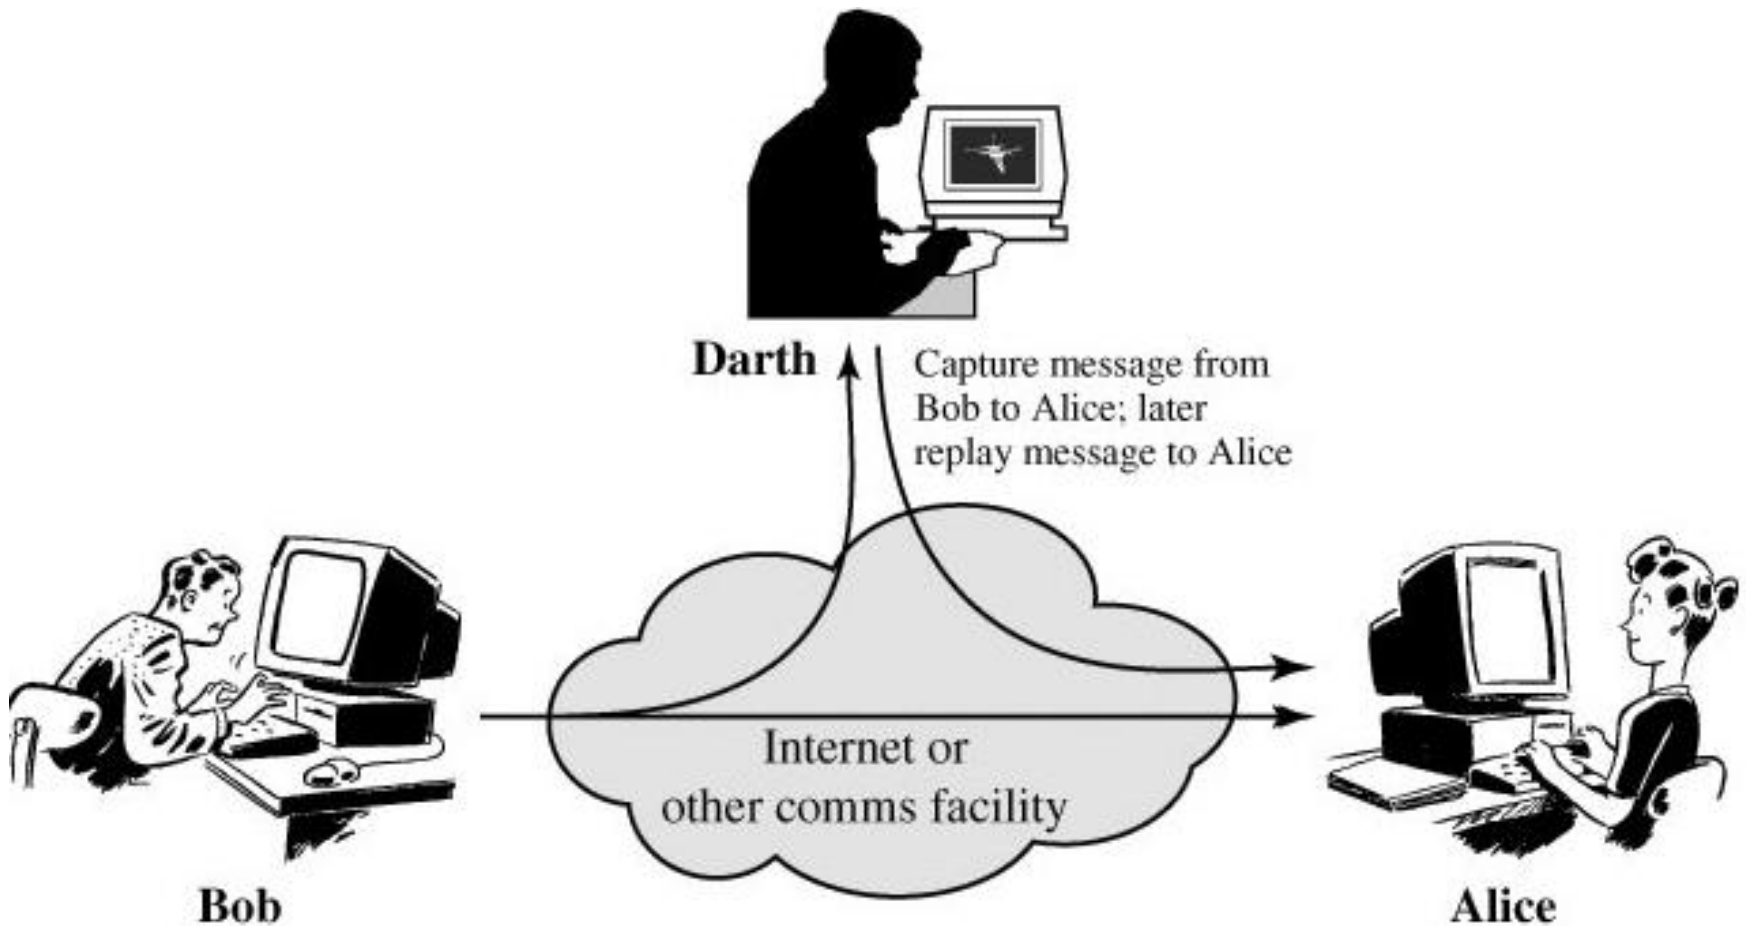 Darth
Capture message from
Bob to Alice; later
replay message to Alice
Internet or
other comms facility
Bob
Alice